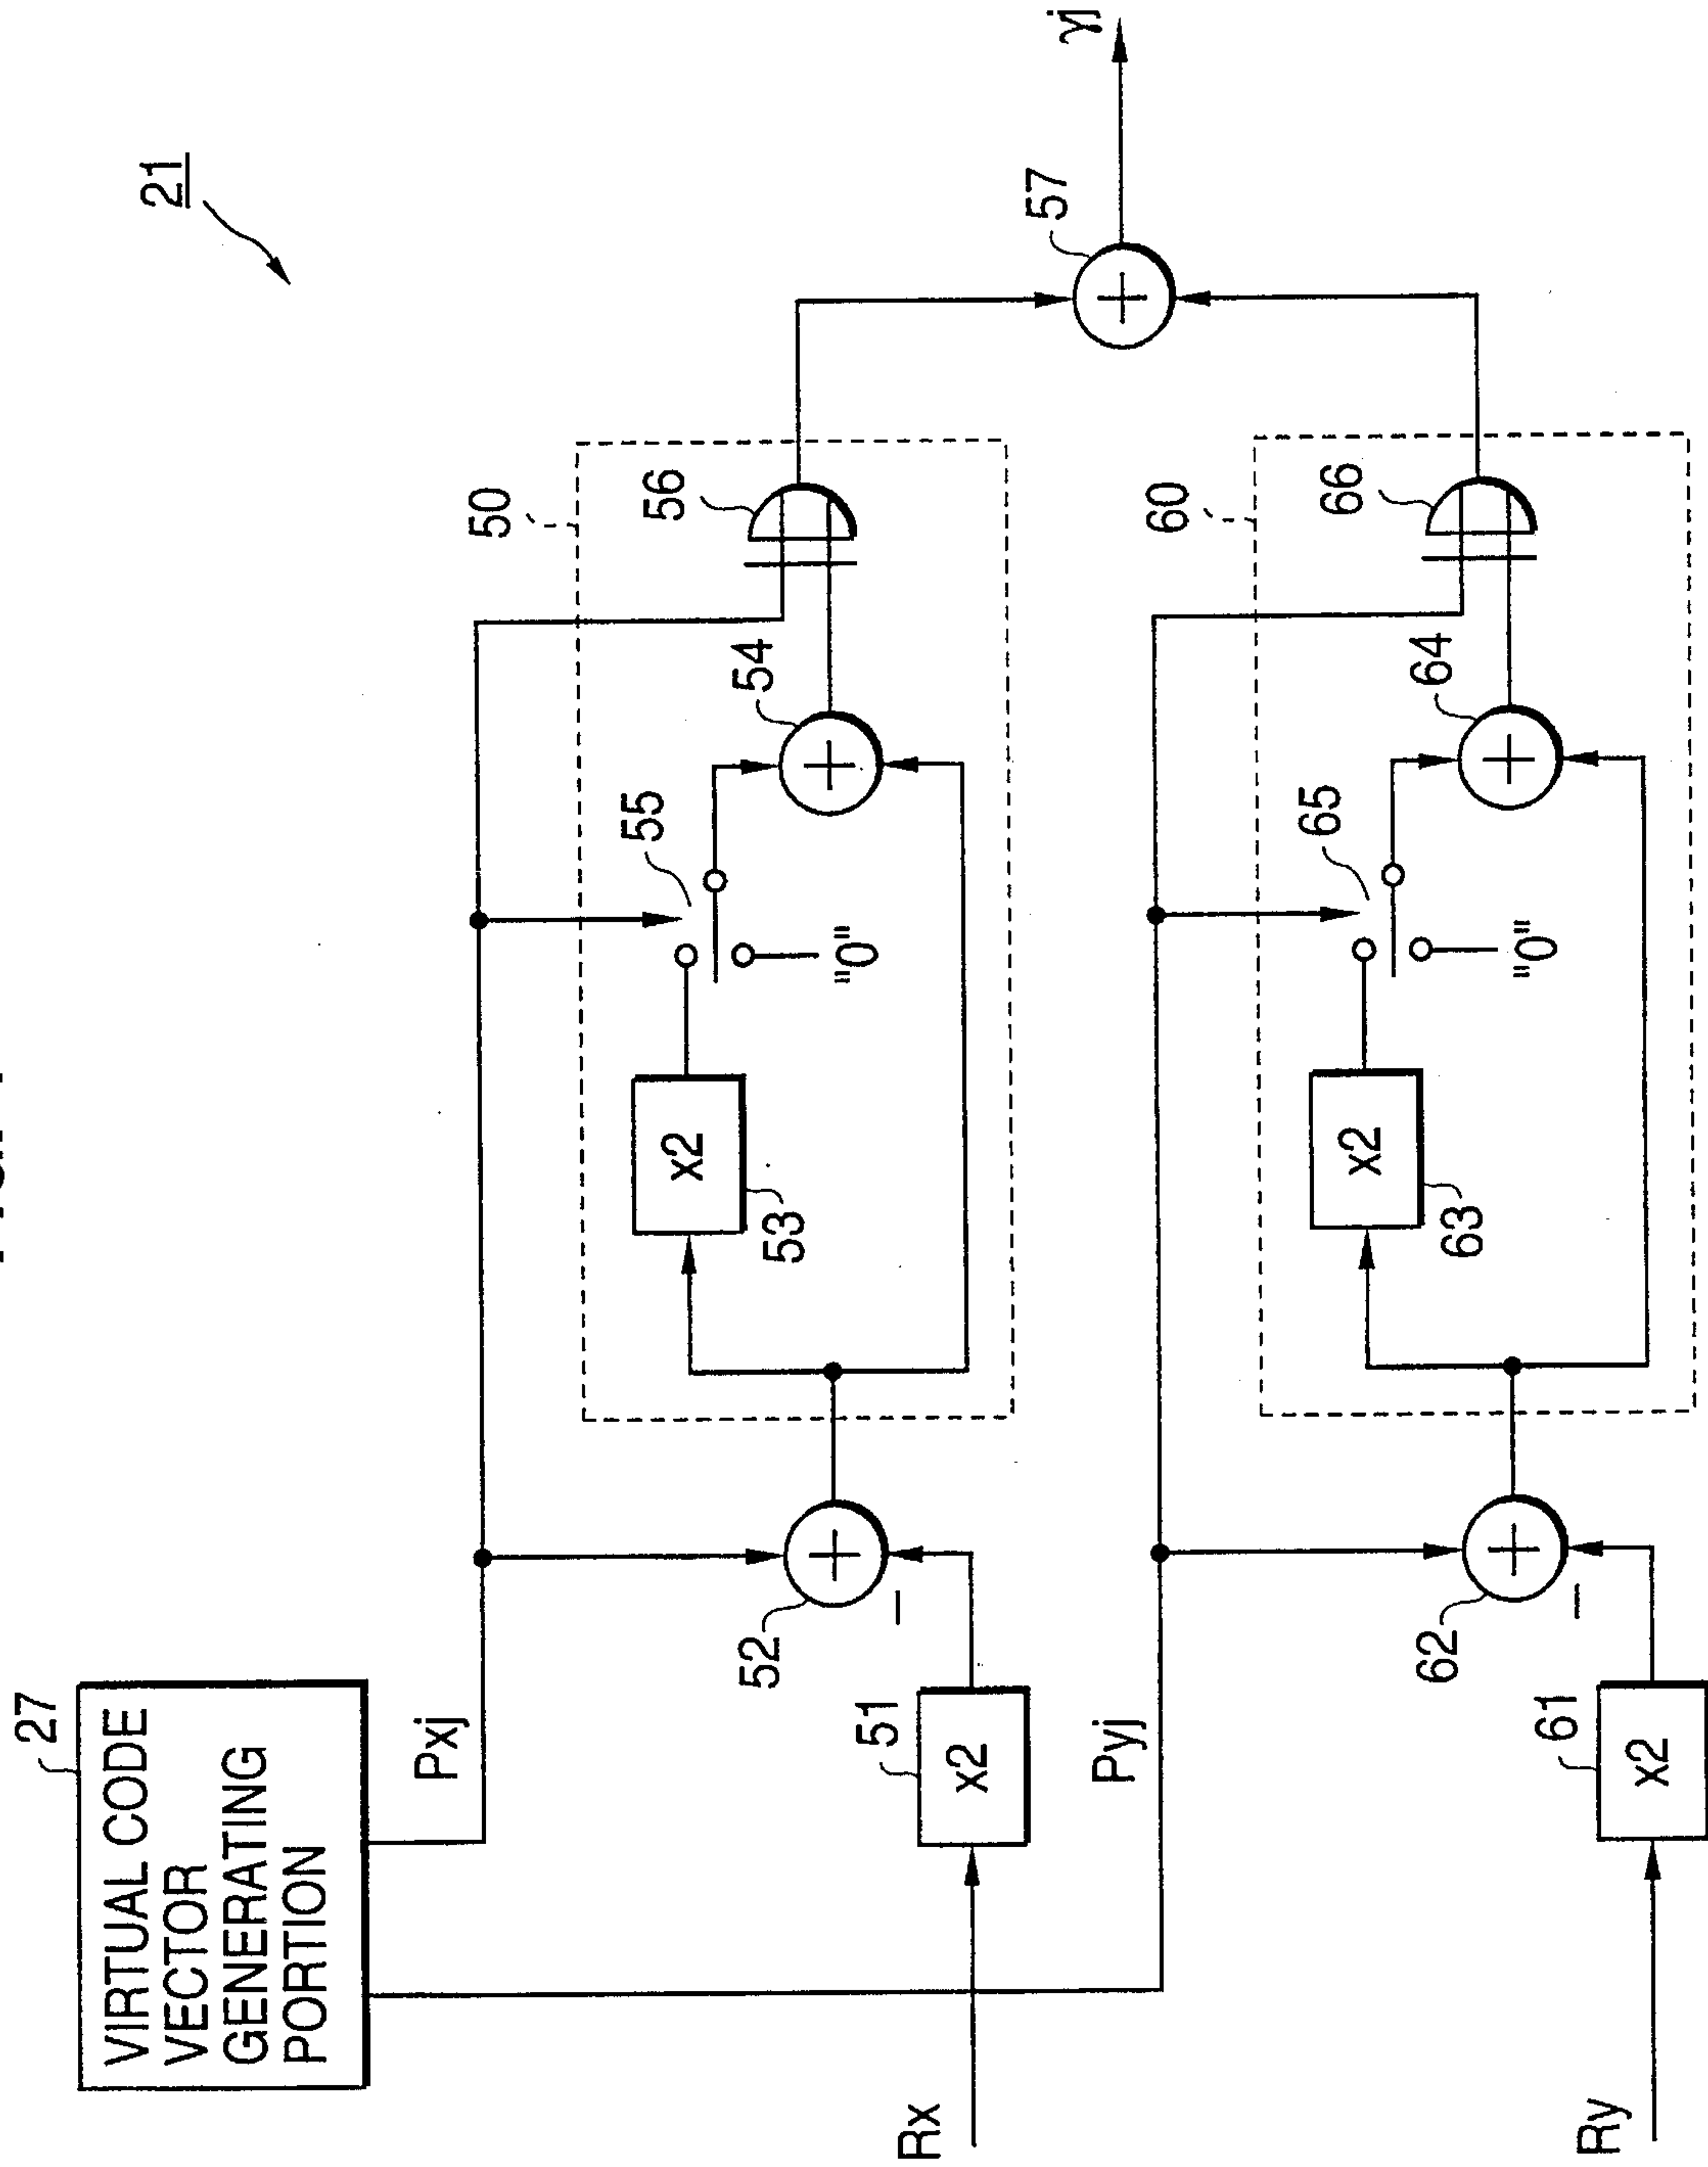 21
27
VIRTUAL CODE
VECTOR
GENERATING
PORTION
Pxj
50
55
54
56
57
γj
x2
53
"0"
52
−
51
x2
Rx
Pyj
60
65
64
66
x2
63
"0"
62
−
61
x2
Ry